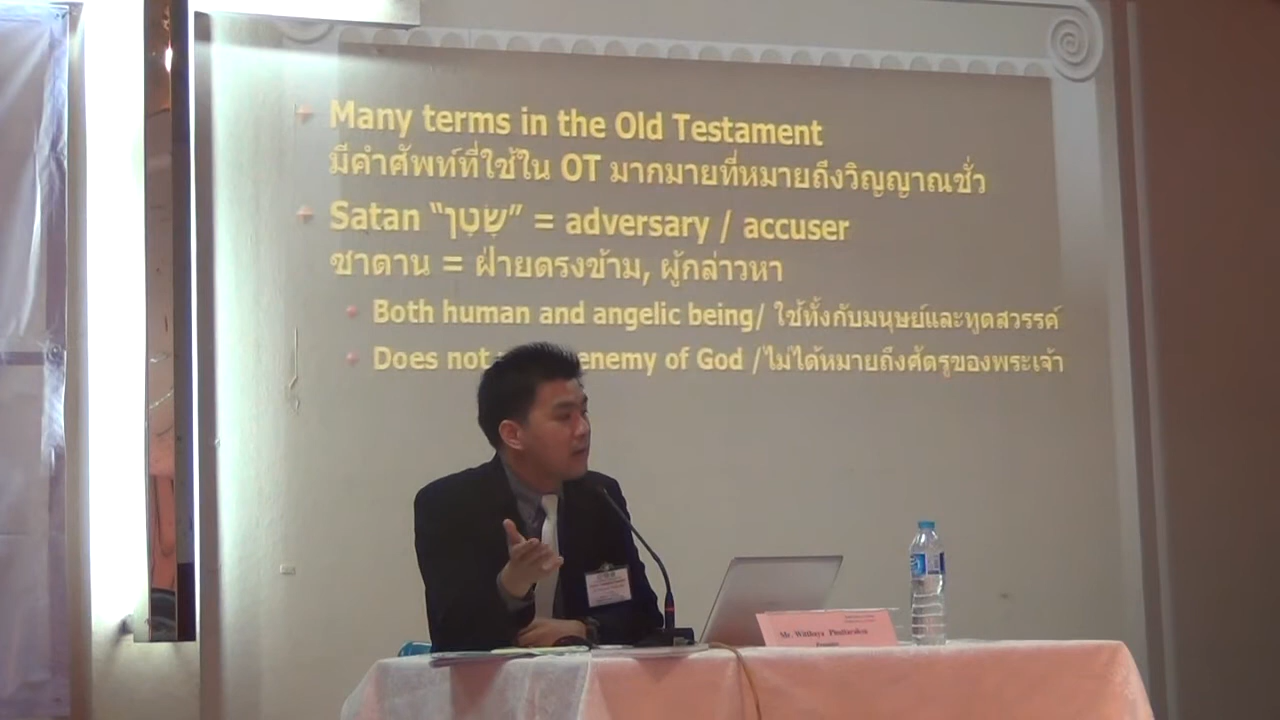 Many terms in the Old Testament
มีคำศัพท์ที่ใช้ใน OT มากมายที่หมายถึงวิญญาณชั่ว
Satan “שָׂטָן” = adversary / accuser
ซาตาน = ฝ่ายตรงข้าม, ผู้กล่าวหา
Both human and angelic being/ ใช้ทั้งกับมนุษย์และทูตสวรรค์
Does not enemy of God /ไม่ได้หมายถึงศัตรูของพระเจ้า
Mr. Witthaya